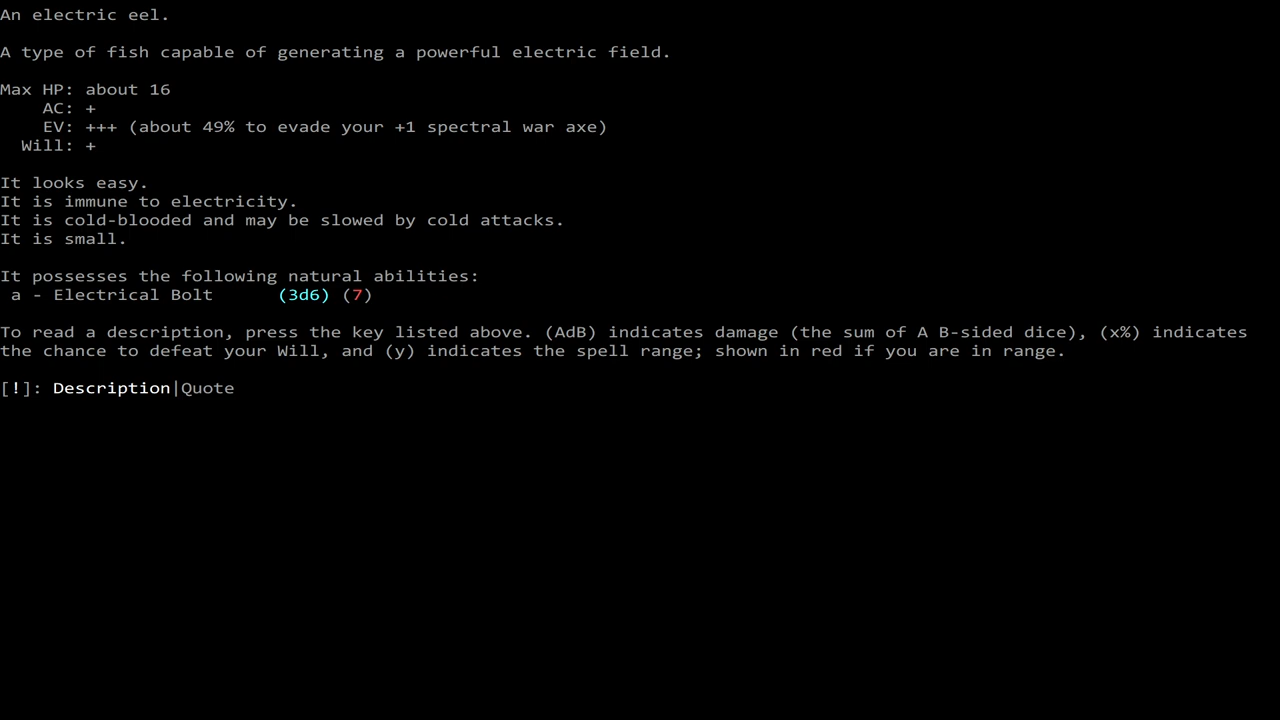 An electric eel.
A type of fish capable of generating a powerful electric field.
Max HP: about 16
AC: +
EV: +++ (about 49% to evade your +1 spectral war axe)
Will: +
It looks easy.
It is immune to electricity.
It is cold-blooded and may be slowed by cold attacks.
It is small.
It possesses the following natural abilities:
a - Electrical Bolt (3d6) (7)
To read a description, press the key listed above. (AdB) indicates damage (the sum of A B-sided dice), (x%) indicates
the chance to defeat your Will, and (y) indicates the spell range; shown in red if you are in range.
[!]: Description|Quote